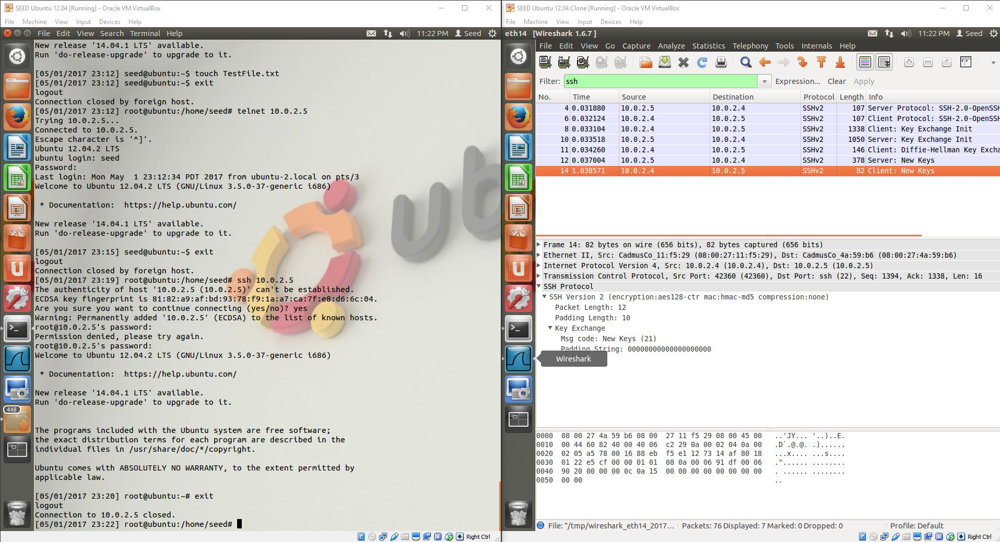 SEED Ubuntu 12.04 [Running] - Oracle VM VirtualBox
File Machine View Input Devices Help
File Edit View Search Terminal Help 11:22 PM Seed
New release '14.04.1 LTS' available.
Run 'do-release-upgrade' to upgrade to it.
[05/01/2017 23:12] seed@ubuntu:~$ touch TestFile.txt
[05/01/2017 23:12] seed@ubuntu:~$ exit
logout
Connection closed by foreign host.
[05/01/2017 23:12] root@ubuntu:/home/seed# telnet 10.0.2.5
Trying 10.0.2.5...
Connected to 10.0.2.5.
Escape character is '^]'.
Ubuntu 12.04.2 LTS
ubuntu login: seed
Password:
Last login: Mon May  1 23:12:34 PDT 2017 from ubuntu-2.local on pts/3
Welcome to Ubuntu 12.04.2 LTS (GNU/Linux 3.5.0-37-generic i686)
* Documentation:  https://help.ubuntu.com/
New release '14.04.1 LTS' available.
Run 'do-release-upgrade' to upgrade to it.
[05/01/2017 23:15] seed@ubuntu:~$ exit
logout
Connection closed by foreign host.
[05/01/2017 23:19] root@ubuntu:/home/seed# ssh 10.0.2.5
The authenticity of host '10.0.2.5 (10.0.2.5)' can't be established.
ECDSA key fingerprint is 81:82:a9:af:bd:93:78:f9:1a:a7:ca:7f:e8:d6:6c:04.
Are you sure you want to continue connecting (yes/no)? yes
Warning: Permanently added '10.0.2.5' (ECDSA) to the list of known hosts.
root@10.0.2.5's password:
Permission denied, please try again.
root@10.0.2.5's password:
Welcome to Ubuntu 12.04.2 LTS (GNU/Linux 3.5.0-37-generic i686)
* Documentation:  https://help.ubuntu.com/
New release '14.04.1 LTS' available.
Run 'do-release-upgrade' to upgrade to it.
448
The programs included with the Ubuntu system are free software;
the exact distribution terms for each program are described in the
individual files in /usr/share/doc/*/copyright.
Ubuntu comes with ABSOLUTELY NO WARRANTY, to the extent permitted by
applicable law.
[05/01/2017 23:20] root@ubuntu:~# exit
logout
Connection to 10.0.2.5 closed.
[05/01/2017 23:22] root@ubuntu:/home/seed#
Right Ctrl
SEED Ubuntu 12.04 Clone [Running] - Oracle VM VirtualBox
File Machine View Input Devices Help
eth14 [Wireshark 1.6.7 ] 11:22 PM Seed
File Edit View Go Capture Analyze Statistics Telephony Tools Internals Help
Filter: ssh Expression... Clear Apply
No. Time Source Destination Protocol Length Info
4 0.031880 10.0.2.5 10.0.2.4 SSHv2 107 Server Protocol: SSH-2.0-OpenSSH
6 0.032124 10.0.2.4 10.0.2.5 SSHv2 107 Client Protocol: SSH-2.0-OpenSSH
8 0.033104 10.0.2.4 10.0.2.5 SSHv2 1338 Client: Key Exchange Init
10 0.033518 10.0.2.5 10.0.2.4 SSHv2 1050 Server: Key Exchange Init
11 0.034260 10.0.2.4 10.0.2.5 SSHv2 146 Client: Diffie-Hellman Key Excha
12 0.037004 10.0.2.5 10.0.2.4 SSHv2 378 Server: New Keys
14 1.838571 10.0.2.4 10.0.2.5 SSHv2 82 Client: New Keys
Frame 14: 82 bytes on wire (656 bits), 82 bytes captured (656 bits)
Ethernet II, Src: CadmusCo_11:f5:29 (08:00:27:11:f5:29), Dst: CadmusCo_4a:59:b6 (08:00:27:4a:59:b6)
Internet Protocol Version 4, Src: 10.0.2.4 (10.0.2.4), Dst: 10.0.2.5 (10.0.2.5)
Transmission Control Protocol, Src Port: 42360 (42360), Dst Port: ssh (22), Seq: 1394, Ack: 1338, Len: 16
SSH Protocol
SSH Version 2 (encryption:aes128-ctr mac:hmac-md5 compression:none)
Packet Length: 12
Padding Length: 10
Key Exchange
Msg code: New Keys (21)
Padding String: 00000000000000000000
Wireshark
0000  08 00 27 4a 59 b6 08 00  27 11 f5 29 08 00 45 00   ..'JY... '..)..E.
0010  00 44 60 82 40 00 40 06  c2 29 0a 00 02 04 0a 00   .D`.@.@. .)......
0020  02 05 a5 78 00 16 88 eb  f5 e1 12 73 14 af 80 18   ...x.... ...s....
0030  01 22 e5 cf 00 00 01 01  08 0a 00 06 91 df 00 06   ."...... ........
0040  90 20 00 00 00 0c 0a 15  00 00 00 00 00 00 00 00   . ...... ........
0050  00 00   ..
File: "/tmp/wireshark_eth14_2017... Packets: 76 Displayed: 7 Marked: 0 Dropped: 0 Profile: Default
Right Ctrl